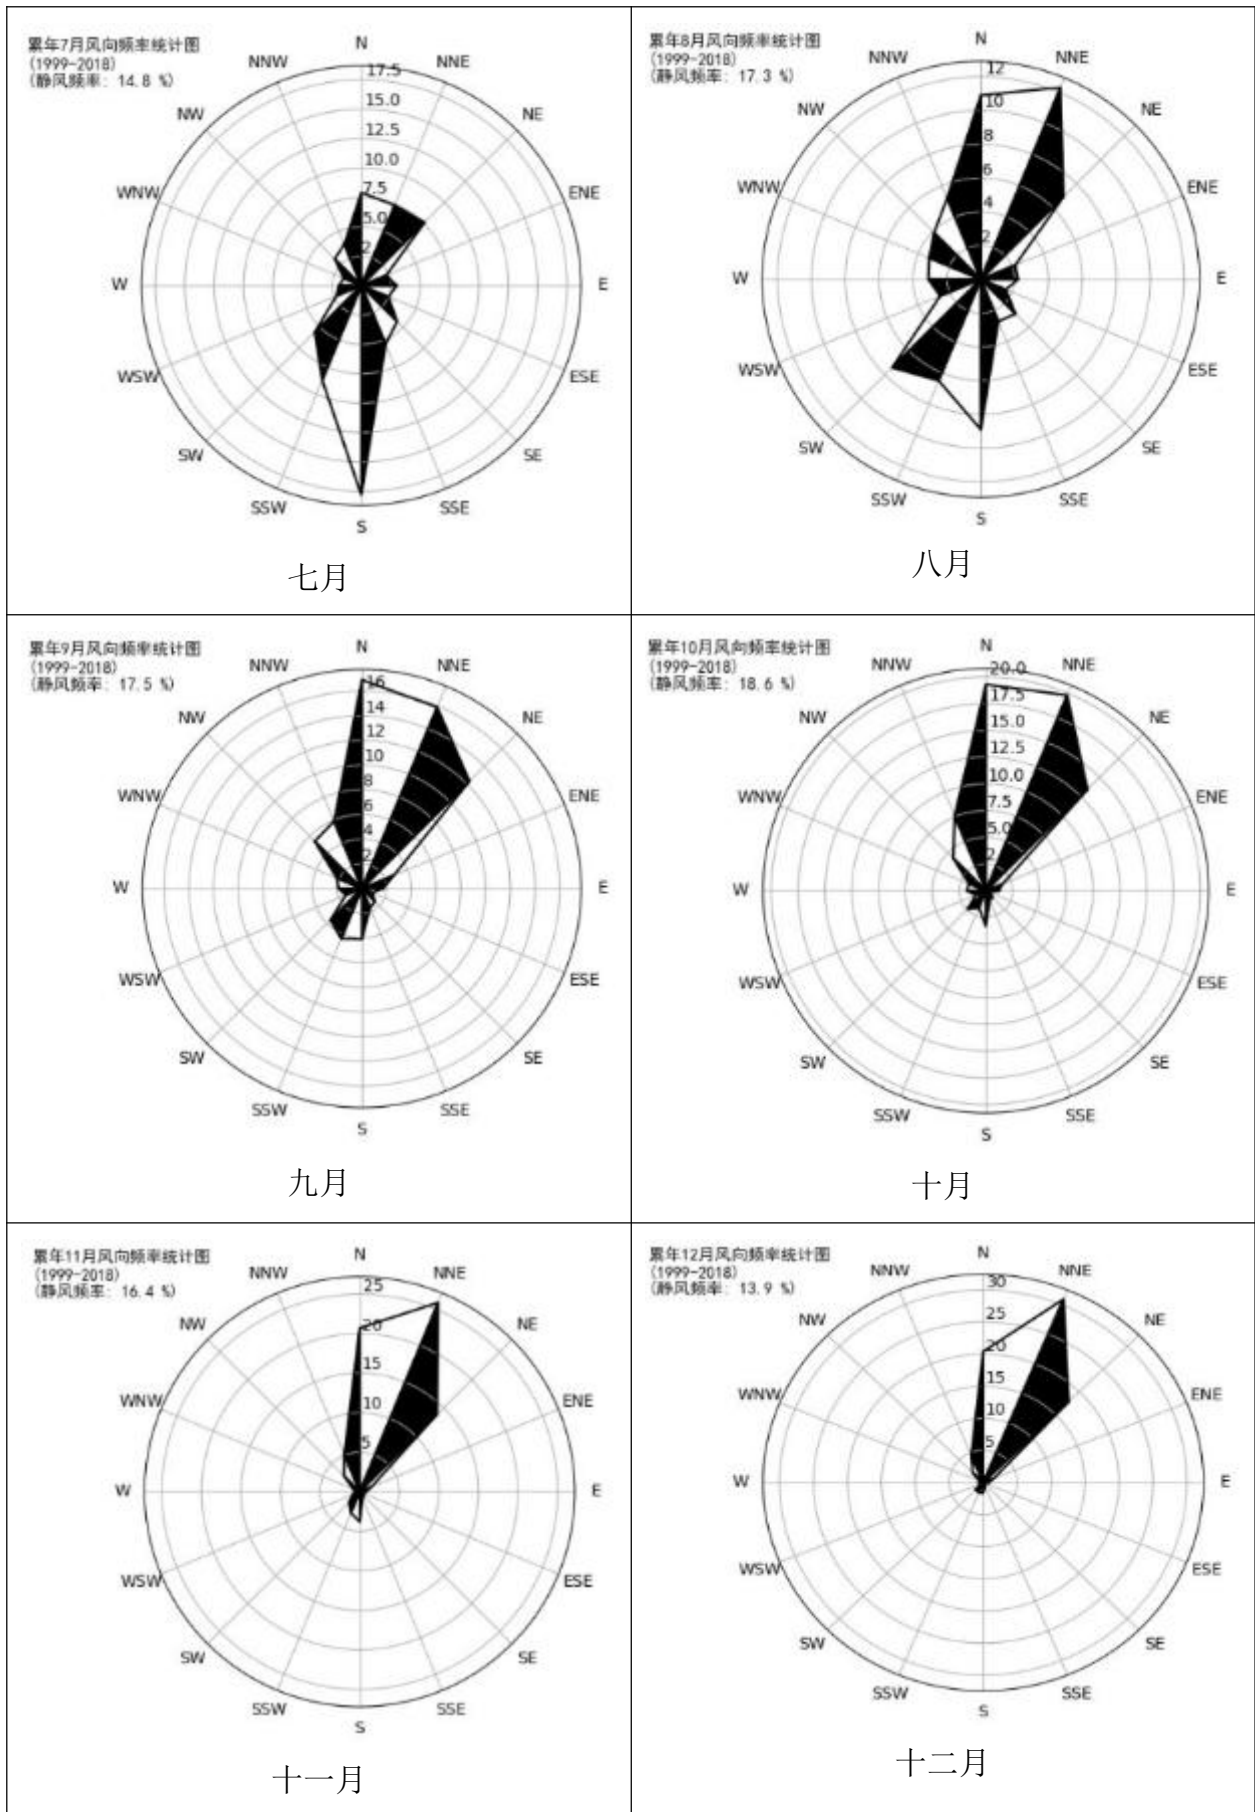 累年7月风向频率统计图
(1999-2018)
(静风频率: 14.8 %)
N
NNW
NNE
NW
NE
WNW
ENE
W
E
WSW
ESE
SW
SE
SSW
SSE
S
17.5
15.0
12.5
10.0
7.5
5.0
2
七月
累年8月风向频率统计图
(1999-2018)
(静风频率: 17.3 %)
N
NNW
NNE
NW
NE
WNW
ENE
W
E
WSW
ESE
SW
SE
SSW
SSE
S
12
10
8
6
4
2
八月
累年9月风向频率统计图
(1999-2018)
(静风频率: 17.5 %)
N
NNW
NNE
NW
NE
WNW
ENE
W
E
WSW
ESE
SW
SE
SSW
SSE
S
16
14
12
10
8
6
4
2
九月
累年10月风向频率统计图
(1999-2018)
(静风频率: 18.6 %)
N
NNW
NNE
NW
NE
WNW
ENE
W
E
WSW
ESE
SW
SE
SSW
SSE
S
20.0
17.5
15.0
12.5
10.0
7.5
5.0
2
十月
累年11月风向频率统计图
(1999-2018)
(静风频率: 16.4 %)
N
NNW
NNE
NW
NE
WNW
ENE
W
E
WSW
ESE
SW
SE
SSW
SSE
S
25
20
15
10
5
十一月
累年12月风向频率统计图
(1999-2018)
(静风频率: 13.9 %)
N
NNW
NNE
NW
NE
WNW
ENE
W
E
WSW
ESE
SW
SE
SSW
SSE
S
30
25
20
15
10
5
十二月